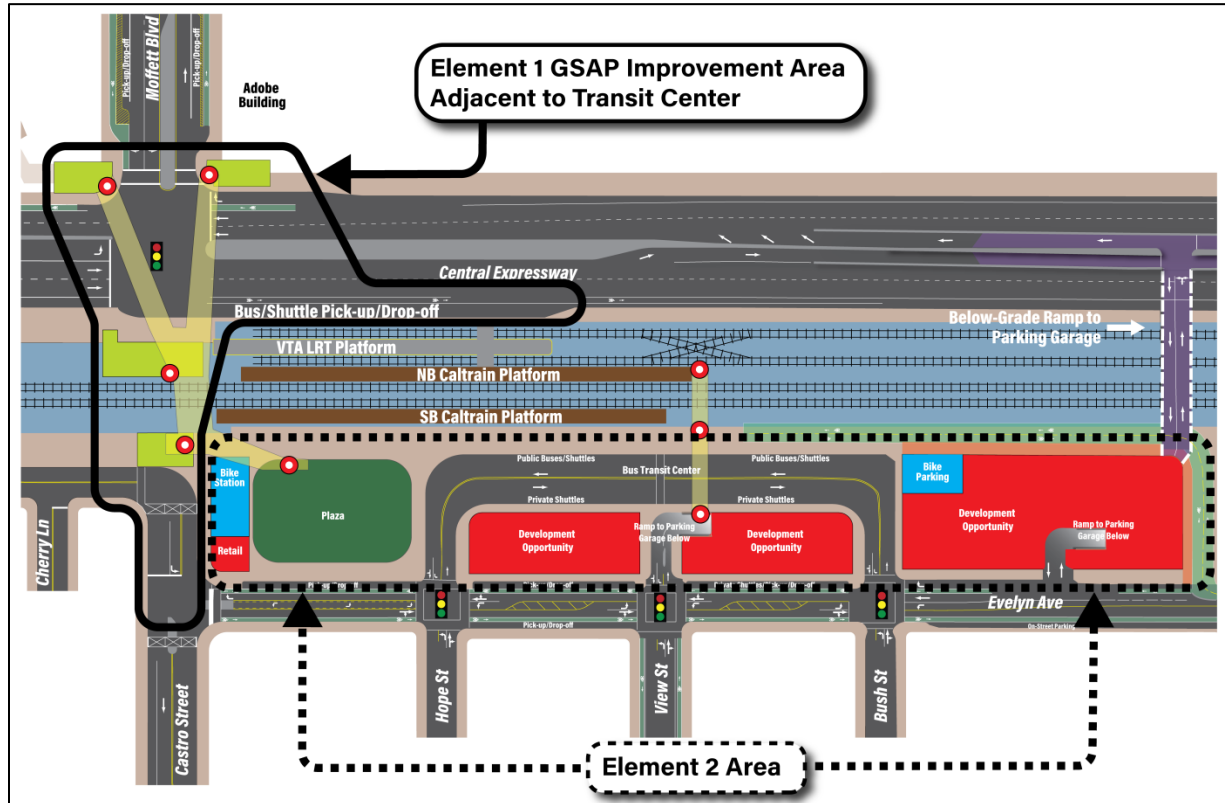 Pick-up/Drop-off
Moffett Blvd
Pick-up/Drop-off
Adobe
Building
Element 1 GSAP Improvement Area
Adjacent to Transit Center
Central Expressway
Bus/Shuttle Pick-up/Drop-off
VTA LRT Platform
NB Caltrain Platform
SB Caltrain Platform
Below-Grade Ramp to
Parking Garage
Bike
Station
Retail
Plaza
Public Buses/Shuttles
Bus Transit Center
Public Buses/Shuttles
Private Shuttles
Private Shuttles
Development
Opportunity
Ramp to Parking
Garage Below
Development
Opportunity
Bike
Parking
Development
Opportunity
Ramp to Parking
Garage Below
Cherry Ln
Evelyn Ave
Pick-up/Drop-off
On-Street Parking
Castro Street
Hope St
View St
Bush St
Element 2 Area